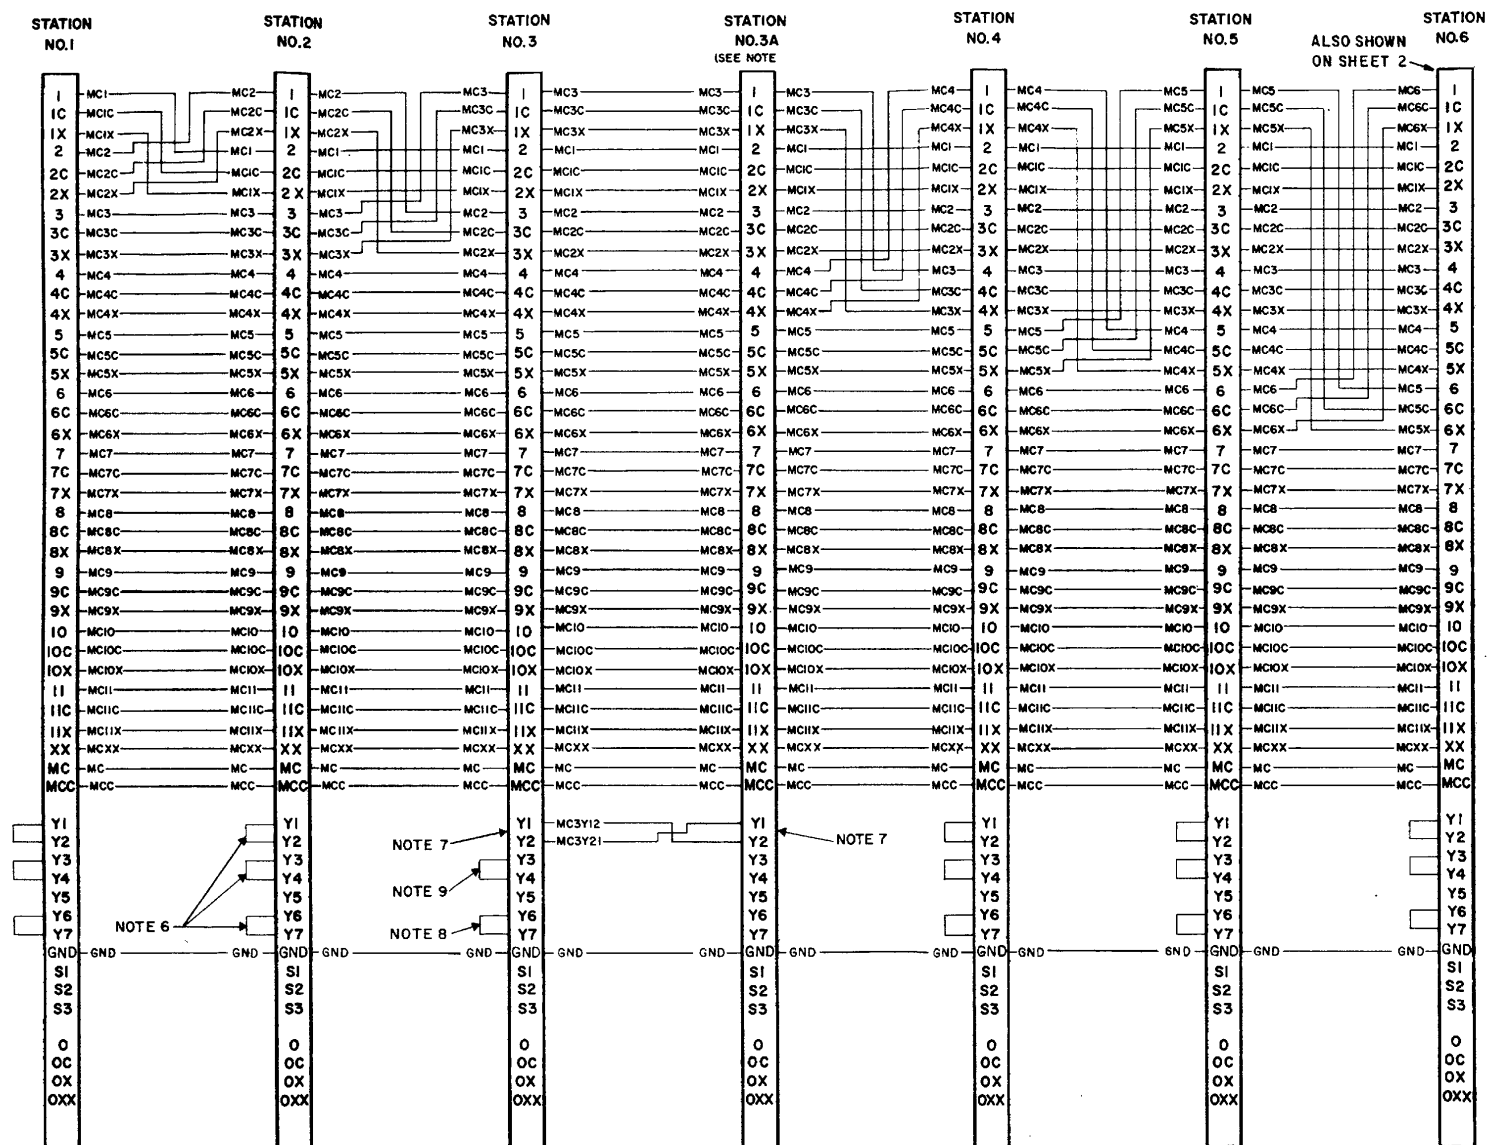 STATION STATION STATION STATION STATION STATION STATION
NO.1 NO.2 NO.3 NO.3A NO.4 NO.5 NO.6
(SEE NOTE
ALSO SHOWN
ON SHEET 2
1 MC1 MC2 1 MC2 MC3 1 MC3 MC3 1 MC3 MC4 1 MC4 MC5 1 MC5 MC6 1
1C MC1C MC2C 1C MC2C MC3C 1C MC3C MC3C 1C MC3C MC4C 1C MC4C MC5C 1C MC5C MC6C 1C
1X MC1X MC2X 1X MC2X MC3X 1X MC3X MC3X 1X MC3X MC4X 1X MC4X MC5X 1X MC5X MC6X 1X
2 MC2 MC1 2 MC1 MC1 2 MC1 MC1 2 MC1 MC1 2 MC1 MC1 2 MC1 MC1 2
2C MC2C MC1C 2C MC1C MC1C 2C MC1C MC1C 2C MC1C MC1C 2C MC1C MC1C 2C MC1C MC1C 2C
2X MC2X MC1X 2X MC1X MC1X 2X MC1X MC1X 2X MC1X MC1X 2X MC1X MC1X 2X MC1X MC1X 2X
3 MC3 MC3 3 MC3 MC2 3 MC2 MC2 3 MC2 MC2 3 MC2 MC2 3 MC2 MC2 3
3C MC3C MC3C 3C MC3C MC2C 3C MC2C MC2C 3C MC2C MC2C 3C MC2C MC2C 3C MC2C MC2C 3C
3X MC3X MC3X 3X MC3X MC2X 3X MC2X MC2X 3X MC2X MC2X 3X MC2X MC2X 3X MC2X MC2X 3X
4 MC4 MC4 4 MC4 MC4 4 MC4 MC4 4 MC4 MC3 4 MC3 MC3 4 MC3 MC3 4
4C MC4C MC4C 4C MC4C MC4C 4C MC4C MC4C 4C MC4C MC3C 4C MC3C MC3C 4C MC3C MC3C 4C
4X MC4X MC4X 4X MC4X MC4X 4X MC4X MC4X 4X MC4X MC3X 4X MC3X MC3X 4X MC3X MC3X 4X
5 MC5 MC5 5 MC5 MC5 5 MC5 MC5 5 MC5 MC5 5 MC5 MC4 5 MC4 MC4 5
5C MC5C MC5C 5C MC5C MC5C 5C MC5C MC5C 5C MC5C MC5C 5C MC5C MC4C 5C MC4C MC4C 5C
5X MC5X MC5X 5X MC5X MC5X 5X MC5X MC5X 5X MC5X MC5X 5X MC5X MC4X 5X MC4X MC4X 5X
6 MC6 MC6 6 MC6 MC6 6 MC6 MC6 6 MC6 MC6 6 MC6 MC6 6 MC6 MC5 6
6C MC6C MC6C 6C MC6C MC6C 6C MC6C MC6C 6C MC6C MC6C 6C MC6C MC6C 6C MC6C MC5C 6C
6X MC6X MC6X 6X MC6X MC6X 6X MC6X MC6X 6X MC6X MC6X 6X MC6X MC6X 6X MC6X MC5X 6X
7 MC7 MC7 7 MC7 MC7 7 MC7 MC7 7 MC7 MC7 7 MC7 MC7 7 MC7 MC7 7
7C MC7C MC7C 7C MC7C MC7C 7C MC7C MC7C 7C MC7C MC7C 7C MC7C MC7C 7C MC7C MC7C 7C
7X MC7X MC7X 7X MC7X MC7X 7X MC7X MC7X 7X MC7X MC7X 7X MC7X MC7X 7X MC7X MC7X 7X
8 MC8 MC8 8 MC8 MC8 8 MC8 MC8 8 MC8 MC8 8 MC8 MC8 8 MC8 MC8 8
8C MC8C MC8C 8C MC8C MC8C 8C MC8C MC8C 8C MC8C MC8C 8C MC8C MC8C 8C MC8C MC8C 8C
8X MC8X MC8X 8X MC8X MC8X 8X MC8X MC8X 8X MC8X MC8X 8X MC8X MC8X 8X MC8X MC8X 8X
9 MC9 MC9 9 MC9 MC9 9 MC9 MC9 9 MC9 MC9 9 MC9 MC9 9 MC9 MC9 9
9C MC9C MC9C 9C MC9C MC9C 9C MC9C MC9C 9C MC9C MC9C 9C MC9C MC9C 9C MC9C MC9C 9C
9X MC9X MC9X 9X MC9X MC9X 9X MC9X MC9X 9X MC9X MC9X 9X MC9X MC9X 9X MC9X MC9X 9X
10 MC10 MC10 10 MC10 MC10 10 MC10 MC10 10 MC10 MC10 10 MC10 MC10 10 MC10 MC10 10
10C MC10C MC10C 10C MC10C MC10C 10C MC10C MC10C 10C MC10C MC10C 10C MC10C MC10C 10C MC10C MC10C 10C
10X MC10X MC10X 10X MC10X MC10X 10X MC10X MC10X 10X MC10X MC10X 10X MC10X MC10X 10X MC10X MC10X 10X
11 MC11 MC11 11 MC11 MC11 11 MC11 MC11 11 MC11 MC11 11 MC11 MC11 11 MC11 MC11 11
11C MC11C MC11C 11C MC11C MC11C 11C MC11C MC11C 11C MC11C MC11C 11C MC11C MC11C 11C MC11C MC11C 11C
11X MC11X MC11X 11X MC11X MC11X 11X MC11X MC11X 11X MC11X MC11X 11X MC11X MC11X 11X MC11X MC11X 11X
XX MCXX MCXX XX MCXX MCXX XX MCXX MCXX XX MCXX MCXX XX MCXX MCXX XX MCXX MCXX XX
MC MC MC MC MC MC MC MC MC MC MC MC MC MC MC MC MC MC MC
MCC MCC MCC MCC MCC MCC MCC MCC MCC MCC MCC MCC MCC MCC MCC MCC MCC MCC MCC
Y1 Y1 Y1 MC3Y12 Y1 Y1 Y1 Y1
Y2 Y2 NOTE 7 Y2 MC3Y21 Y2 NOTE 7 Y2 Y2 Y2
Y3 Y3 Y3 Y3 Y3 Y3 Y3
Y4 Y4 Y4 Y4 Y4 Y4 Y4
Y5 Y5 NOTE 9 Y5 Y5 Y5 Y5 Y5
Y6 Y6 Y6 Y6 Y6 Y6 Y6
Y7 NOTE 6 Y7 NOTE 8 Y7 Y7 Y7 Y7 Y7
GND GND GND GND GND GND GND GND GND GND GND GND GND GND GND GND GND GND GND
S1 S1 S1 S1 S1 S1 S1
S2 S2 S2 S2 S2 S2 S2
S3 S3 S3 S3 S3 S3 S3
0 0 0 0 0 0 0
0C 0C 0C 0C 0C 0C 0C
0X 0X 0X 0X 0X 0X 0X
0XX 0XX 0XX 0XX 0XX 0XX 0XX